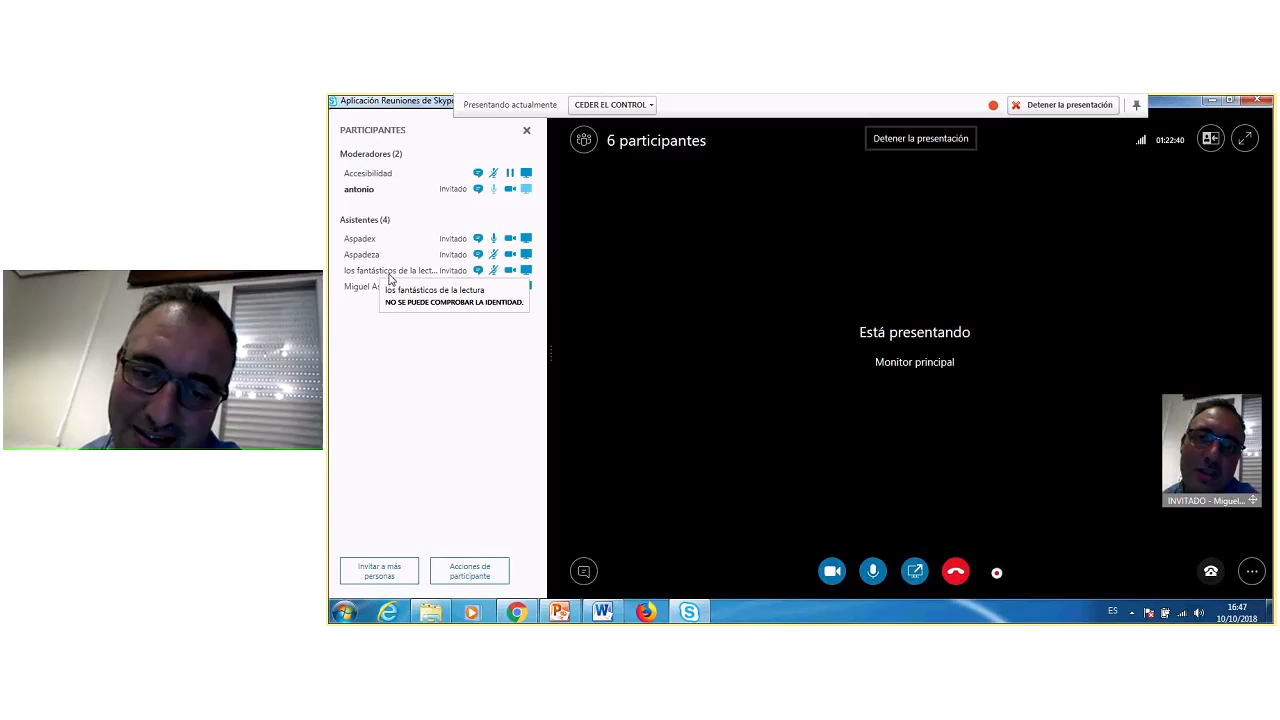 Aplicación Reuniones de Skype
Presentando actualmente
CEDER EL CONTROL
Detener la presentación
PARTICIPANTES
6 participantes
Detener la presentación
01:22:40
Moderadores (2)
Accesibilidad
antonio Invitado
Asistentes (4)
Aspadex Invitado
Aspadeza Invitado
los fantásticos de la lect... Invitado
Miguel
los fantásticos de la lectura
NO SE PUEDE COMPROBAR LA IDENTIDAD.
Está presentando
Monitor principal
INVITADO - Miguel...
Invitar a más
personas
Acciones de
participante
ES
16:47
10/10/2018